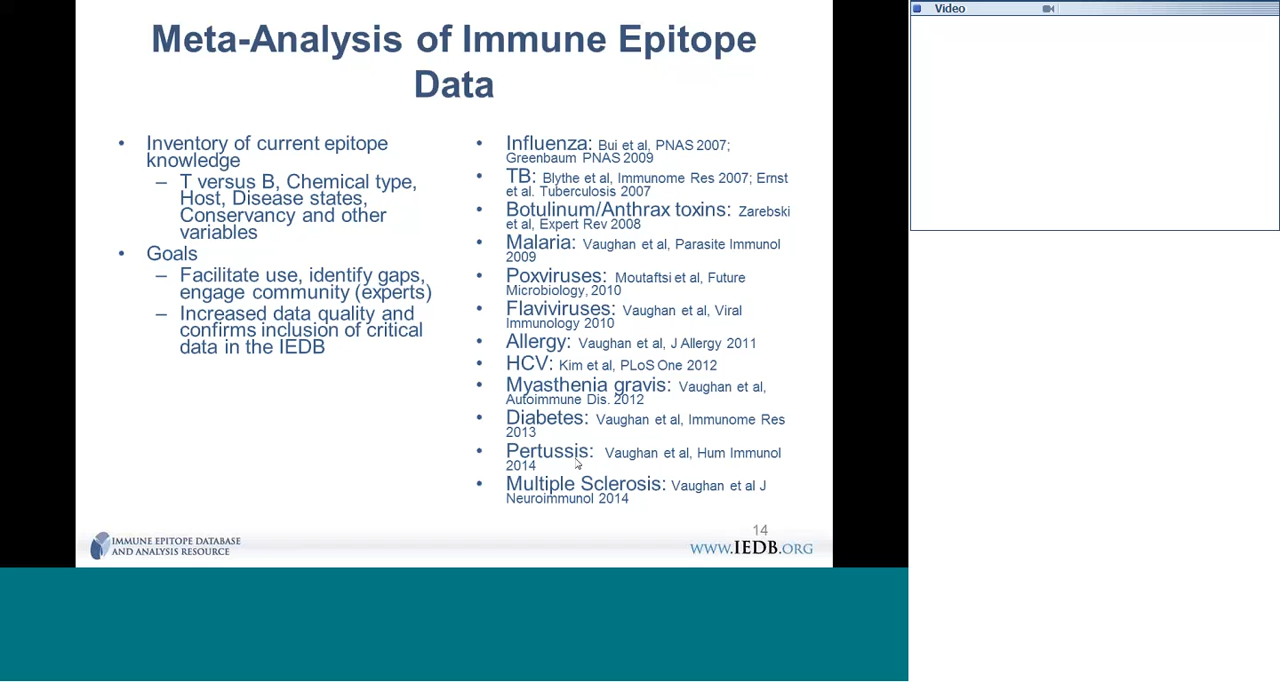 Video
Meta-Analysis of Immune Epitope
Data
• Inventory of current epitope
knowledge
– T versus B, Chemical type,
Host, Disease states,
Conservancy and other
variables
• Goals
– Facilitate use, identify gaps,
engage community (experts)
– Increased data quality and
confirms inclusion of critical
data in the IEDB
• Influenza: Bui et al, PNAS 2007;
Greenbaum PNAS 2009
• TB: Blythe et al, Immunome Res 2007; Ernst
et al. Tuberculosis 2007
• Botulinum/Anthrax toxins: Zarebski
et al, Expert Rev 2008
• Malaria: Vaughan et al, Parasite Immunol
2009
• Poxviruses: Moutaftsi et al, Future
Microbiology, 2010
• Flaviviruses: Vaughan et al, Viral
Immunology 2010
• Allergy: Vaughan et al, J Allergy 2011
• HCV: Kim et al, PLoS One 2012
• Myasthenia gravis: Vaughan et al,
Autoimmune Dis. 2012
• Diabetes: Vaughan et al, Immunome Res
2013
• Pertussis: Vaughan et al, Hum Immunol
2014
• Multiple Sclerosis: Vaughan et al J
Neuroimmunol 2014
14
IMMUNE EPITOPE DATABASE
AND ANALYSIS RESOURCE
WWW.IEDB.ORG